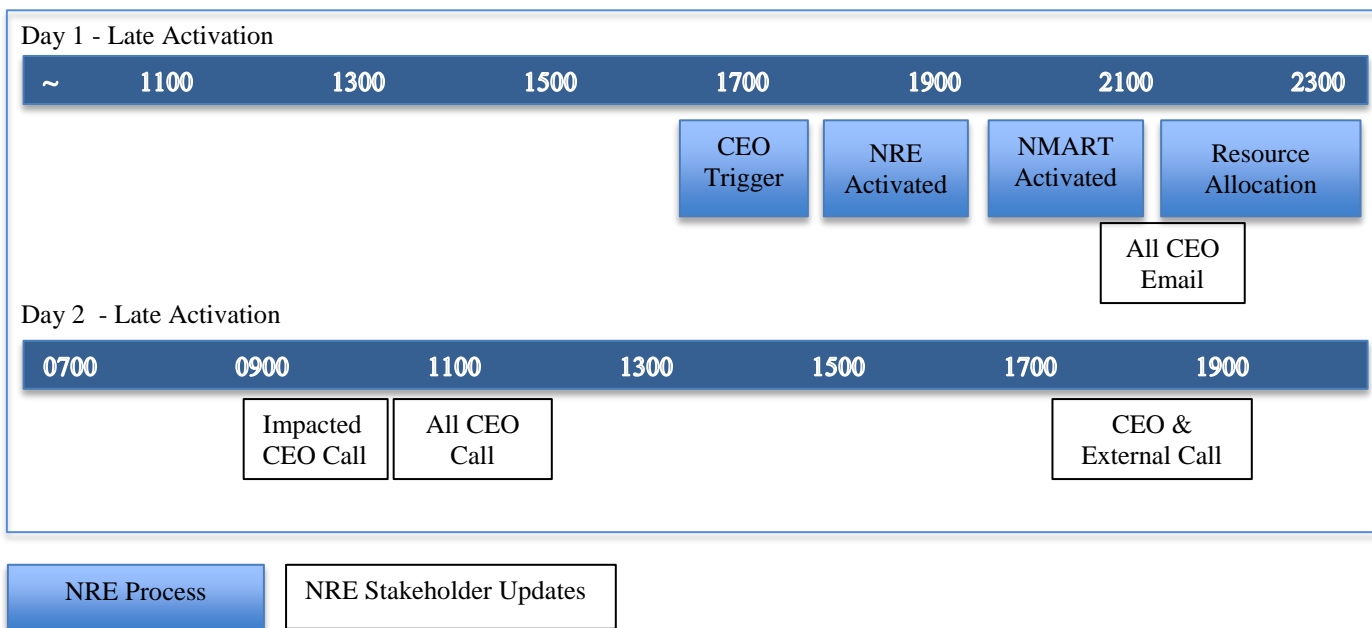 Day 1 - Late Activation
~ 1100 1300 1500 1700 1900 2100 2300
CEO
Trigger
NRE
Activated
NMART
Activated
Resource
Allocation
All CEO
Email
Day 2 - Late Activation
0700 0900 1100 1300 1500 1700 1900
Impacted
CEO Call
All CEO
Call
CEO &
External Call
NRE Process
NRE Stakeholder Updates